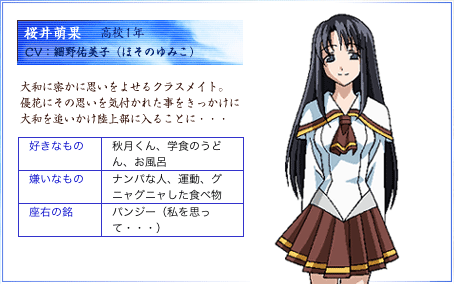 桜井萌果 高校1年
CV：細野佑美子（ほそのゆみこ）
大和に密かに思いをよせるクラスメイト。
優花にその思いを気付かれた事をきっかけに
大和を追いかけ陸上部に入ることに・・・
好きなもの 秋月くん、学食のうど
ん、お風呂
嫌いなもの ナンパな人、運動、グ
ニャグニャした食べ物
座右の銘 パンジー（私を思っ
て・・・）